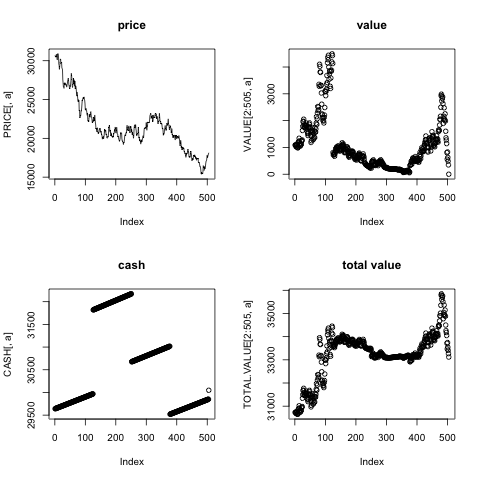 price
PRICE[, a]
30000
25000
20000
15000
0 100 200 300 400 500
Index
value
VALUE[2:505, a]
3000
1000
0
0 100 200 300 400 500
Index
cash
CASH[, a]
31500
30500
29500
0 100 200 300 400 500
Index
total value
TOTAL.VALUE[2:505, a]
35000
33000
31000
0 100 200 300 400 500
Index